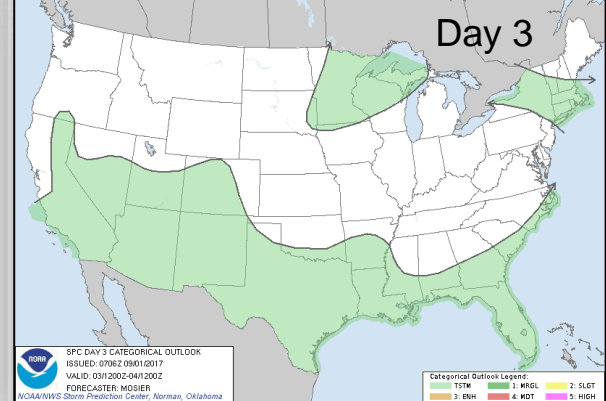 Day 3
NOAA
SPC DAY 3 CATEGORICAL OUTLOOK
ISSUED: 0706Z 09/01/2017
VALID: 03/1200Z-04/1200Z
FORECASTER: MOSIER
NOAA/NWS Storm Prediction Center, Norman, Oklahoma
Categorical Outlook Legend:
TSTM 1: MRGL 2: SLGT
3: ENH 4: MDT 5: HIGH